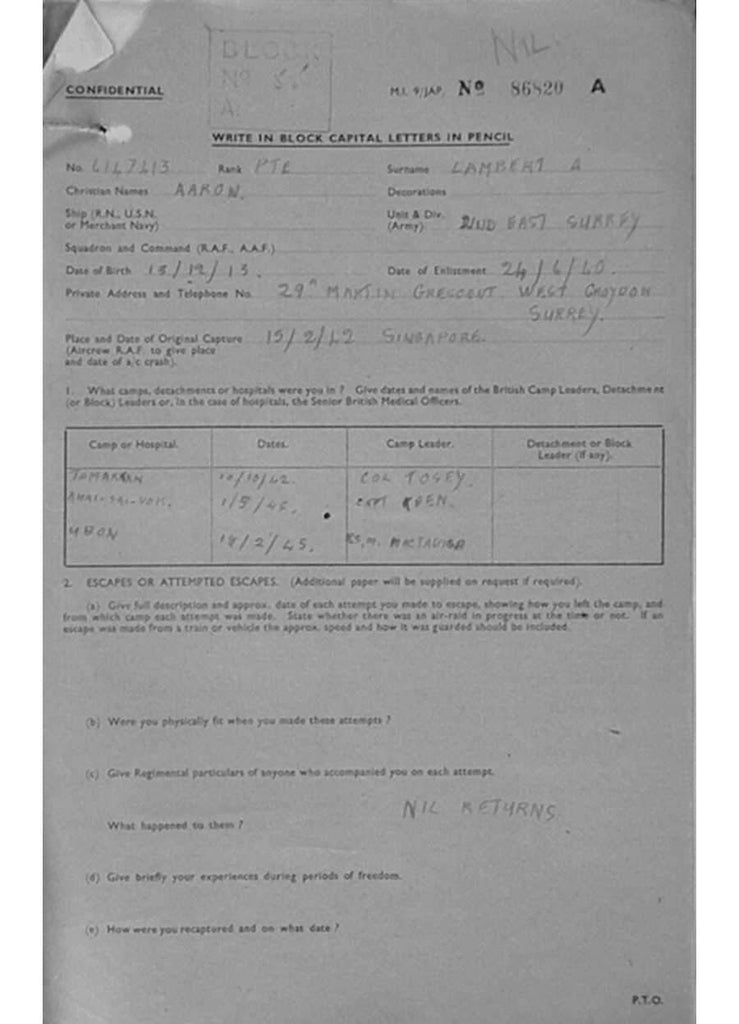 BLOCK
No 5
A
NIL
CONFIDENTIAL
M.I. 9/JAP. No 86820 A
WRITE IN BLOCK CAPITAL LETTERS IN PENCIL
No. Rank PTE Surname LAMBERT A
Christian Names AARON. Decorations
Ship (R.N., U.S.N. or Merchant Navy) Unit & Div. (Army) 2ND EAST SURREY
Squadron and Command (R.A.F., A.A.F.)
Date of Birth 13/12/13. Date of Enlistment 24/6/40.
Private Address and Telephone No. 29A MARTIN CRESCENT WEST CROYDON
SURREY.
Place and Date of Original Capture 15/2/42 SINGAPORE.
(Aircrew R.A.F. to give place
and date of a/c crash).
1. What camps, detachments or hospitals were you in ? Give dates and names of the British Camp Leaders, Detachment
(or Block) Leaders or, in the case of hospitals, the Senior British Medical Officers.
Camp or Hospital. Dates. Camp Leader. Detachment or Block
Leader (if any).
TAMARKAN 10/10/42. COL TOSEY.
1/5/45. CAPT
UBON 18/2/45. R.S.M. MACTAVISH
2. ESCAPES OR ATTEMPTED ESCAPES. (Additional paper will be supplied on request if required).
(a) Give full description and approx. date of each attempt you made to escape, showing how you left the camp, and
from which camp each attempt was made. State whether there was an air-raid in progress at the time or not. If an
escape was made from a train or vehicle the approx. speed and how it was guarded should be included.
(b) Were you physically fit when you made these attempts ?
(c) Give Regimental particulars of anyone who accompanied you on each attempt.
NIL RETURNS
What happened to them ?
(d) Give briefly your experiences during periods of freedom.
(e) How were you recaptured and on what date ?
P.T.O.